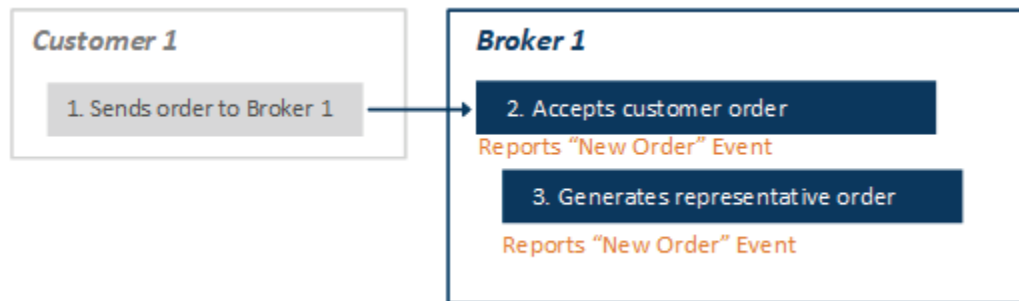 Customer 1
1. Sends order to Broker 1
Broker 1
2. Accepts customer order
Reports “New Order” Event
3. Generates representative order
Reports “New Order” Event